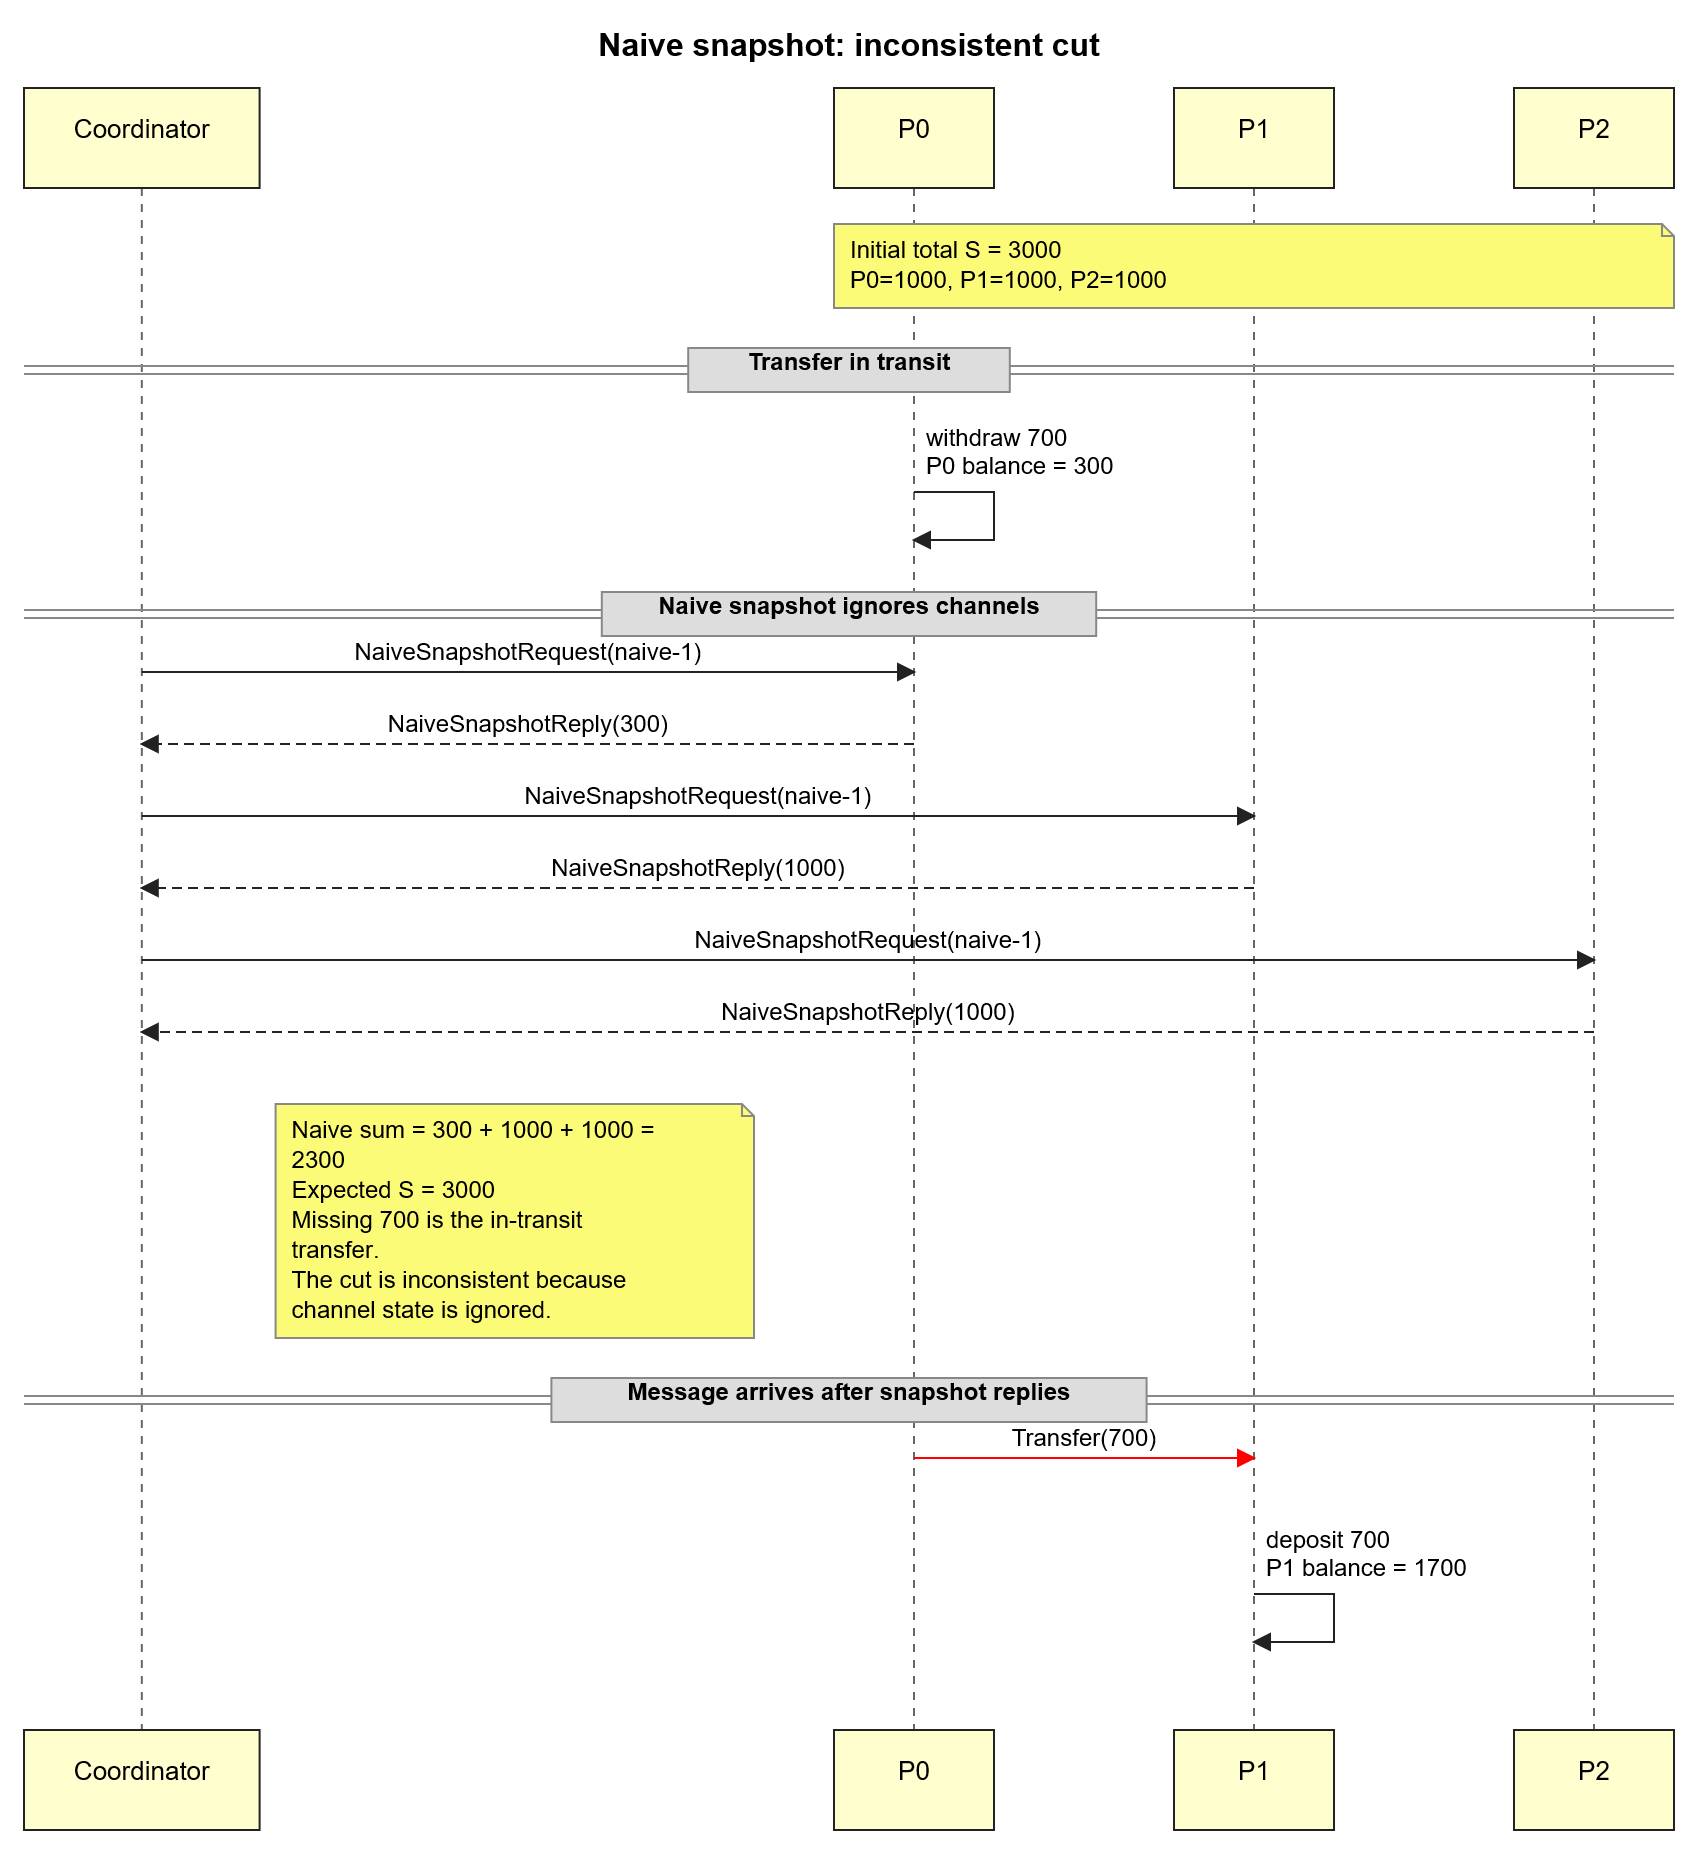 Naive snapshot: inconsistent cut
Coordinator
P0
P1
P2
Initial total S = 3000
P0=1000, P1=1000, P2=1000
Transfer in transit
withdraw 700
P0 balance = 300
Naive snapshot ignores channels
NaiveSnapshotRequest(naive-1)
NaiveSnapshotReply(300)
NaiveSnapshotRequest(naive-1)
NaiveSnapshotReply(1000)
NaiveSnapshotRequest(naive-1)
NaiveSnapshotReply(1000)
Naive sum = 300 + 1000 + 1000 =
2300
Expected S = 3000
Missing 700 is the in-transit
transfer.
The cut is inconsistent because
channel state is ignored.
Message arrives after snapshot replies
Transfer(700)
deposit 700
P1 balance = 1700
Coordinator
P0
P1
P2